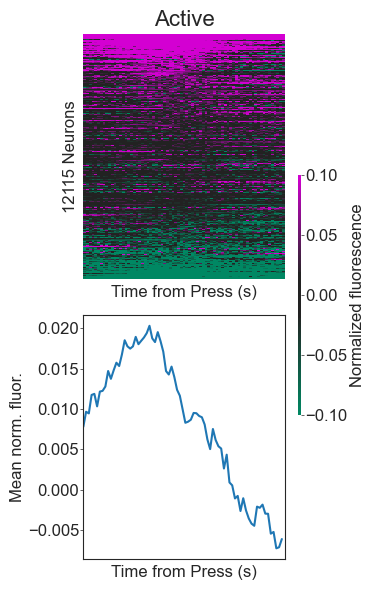 Active
12115 Neurons
Time from Press (s)
0.10
0.05
0.00
−0.05
−0.10
Normalized fluorescence
0.020
0.015
0.010
0.005
0.000
−0.005
Mean norm. fluor.
Time from Press (s)